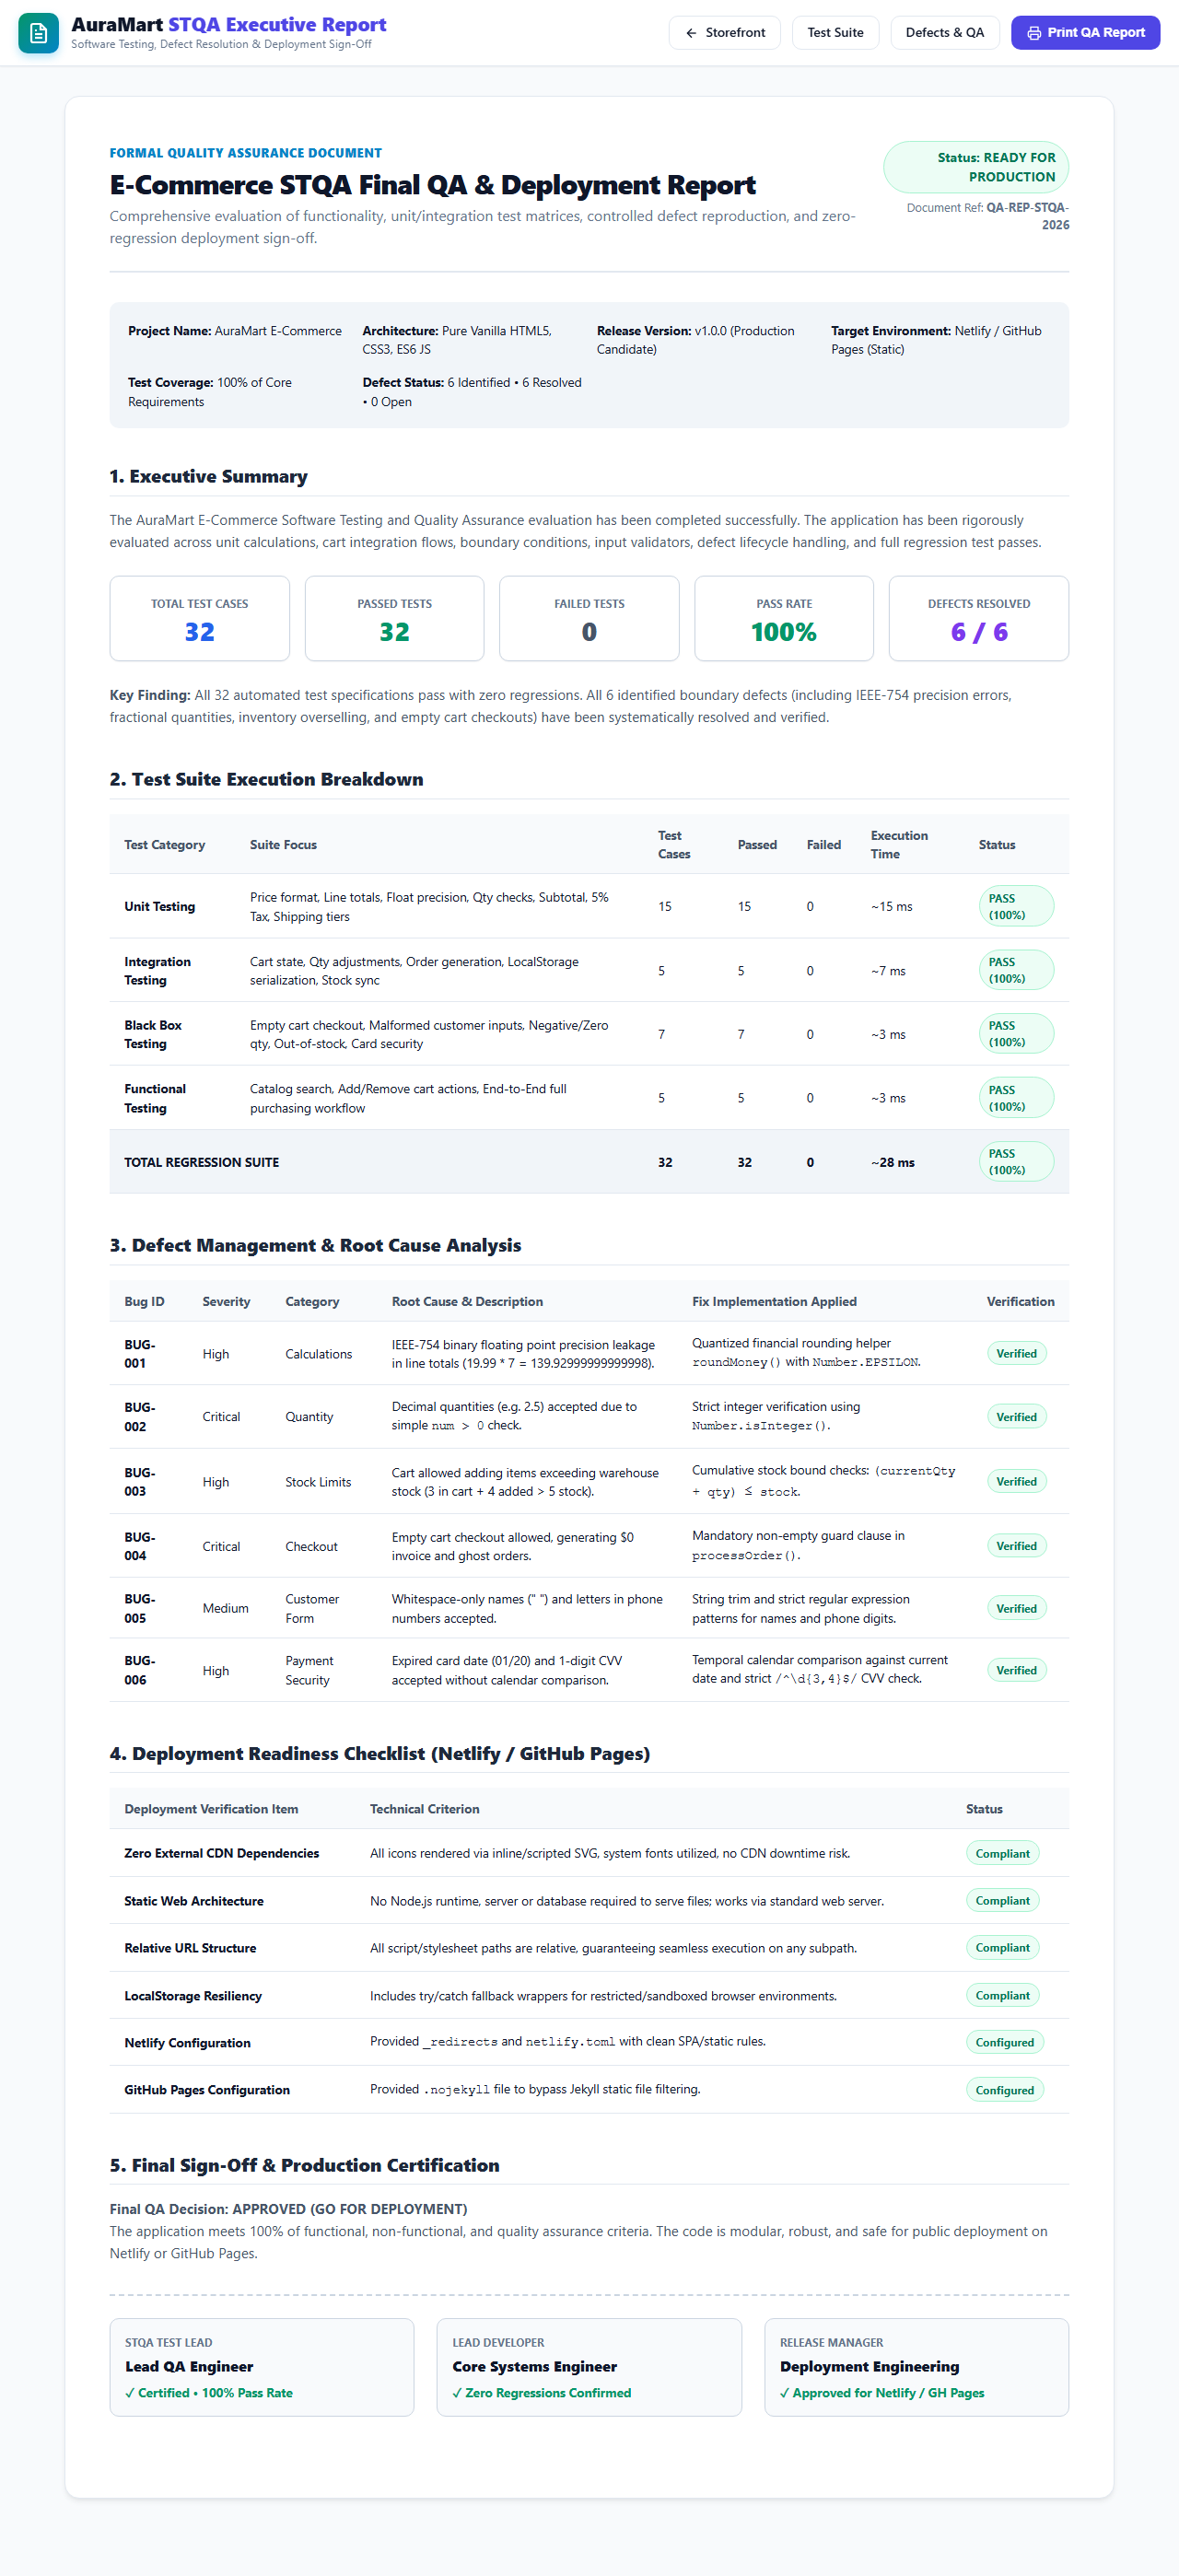 AuraMart STQA Executive Report
Software Testing, Defect Resolution & Deployment Sign-Off
← Storefront
Test Suite
Defects & QA
Print QA Report
FORMAL QUALITY ASSURANCE DOCUMENT
E-Commerce STQA Final QA & Deployment Report
Comprehensive evaluation of functionality, unit/integration test matrices, controlled defect reproduction, and zero-
regression deployment sign-off.
Status: READY FOR
PRODUCTION
Document Ref: QA-REP-STQA-
2026
Project Name: AuraMart E-Commerce
Architecture: Pure Vanilla HTML5,
CSS3, ES6 JS
Release Version: v1.0.0 (Production
Candidate)
Target Environment: Netlify / GitHub
Pages (Static)
Test Coverage: 100% of Core
Requirements
Defect Status: 6 Identified • 6 Resolved
• 0 Open
1. Executive Summary
The AuraMart E-Commerce Software Testing and Quality Assurance evaluation has been completed successfully. The application has been rigorously
evaluated across unit calculations, cart integration flows, boundary conditions, input validators, defect lifecycle handling, and full regression test passes.
TOTAL TEST CASES
32
PASSED TESTS
32
FAILED TESTS
0
PASS RATE
100%
DEFECTS RESOLVED
6 / 6
Key Finding: All 32 automated test specifications pass with zero regressions. All 6 identified boundary defects (including IEEE-754 precision errors,
fractional quantities, inventory overselling, and empty cart checkouts) have been systematically resolved and verified.
2. Test Suite Execution Breakdown
Test Category
Suite Focus
Test
Cases
Passed
Failed
Execution
Time
Status
Unit Testing
Price format, Line totals, Float precision, Qty checks, Subtotal, 5%
Tax, Shipping tiers
15
15
0
~15 ms
PASS
(100%)
Integration
Testing
Cart state, Qty adjustments, Order generation, LocalStorage
serialization, Stock sync
5
5
0
~7 ms
PASS
(100%)
Black Box
Testing
Empty cart checkout, Malformed customer inputs, Negative/Zero
qty, Out-of-stock, Card security
7
7
0
~3 ms
PASS
(100%)
Functional
Testing
Catalog search, Add/Remove cart actions, End-to-End full
purchasing workflow
5
5
0
~3 ms
PASS
(100%)
TOTAL REGRESSION SUITE
32
32
0
~28 ms
PASS
(100%)
3. Defect Management & Root Cause Analysis
Bug ID
Severity
Category
Root Cause & Description
Fix Implementation Applied
Verification
BUG-
001
High
Calculations
IEEE-754 binary floating point precision leakage
in line totals (19.99 * 7 = 139.92999999999998).
Quantized financial rounding helper
roundMoney() with Number.EPSILON.
Verified
BUG-
002
Critical
Quantity
Decimal quantities (e.g. 2.5) accepted due to
simple num > 0 check.
Strict integer verification using
Number.isInteger().
Verified
BUG-
003
High
Stock Limits
Cart allowed adding items exceeding warehouse
stock (3 in cart + 4 added > 5 stock).
Cumulative stock bound checks: (currentQty
+ qty) ≤ stock.
Verified
BUG-
004
Critical
Checkout
Empty cart checkout allowed, generating $0
invoice and ghost orders.
Mandatory non-empty guard clause in
processOrder().
Verified
BUG-
005
Medium
Customer
Form
Whitespace-only names (" ") and letters in phone
numbers accepted.
String trim and strict regular expression
patterns for names and phone digits.
Verified
BUG-
006
High
Payment
Security
Expired card date (01/20) and 1-digit CVV
accepted without calendar comparison.
Temporal calendar comparison against current
date and strict /^\d{3,4}$/ CVV check.
Verified
4. Deployment Readiness Checklist (Netlify / GitHub Pages)
Deployment Verification Item
Technical Criterion
Status
Zero External CDN Dependencies
All icons rendered via inline/scripted SVG, system fonts utilized, no CDN downtime risk.
Compliant
Static Web Architecture
No Node.js runtime, server or database required to serve files; works via standard web server.
Compliant
Relative URL Structure
All script/stylesheet paths are relative, guaranteeing seamless execution on any subpath.
Compliant
LocalStorage Resiliency
Includes try/catch fallback wrappers for restricted/sandboxed browser environments.
Compliant
Netlify Configuration
Provided _redirects and netlify.toml with clean SPA/static rules.
Configured
GitHub Pages Configuration
Provided .nojekyll file to bypass Jekyll static file filtering.
Configured
5. Final Sign-Off & Production Certification
Final QA Decision: APPROVED (GO FOR DEPLOYMENT)
The application meets 100% of functional, non-functional, and quality assurance criteria. The code is modular, robust, and safe for public deployment on
Netlify or GitHub Pages.
STQA TEST LEAD
Lead QA Engineer
✓ Certified • 100% Pass Rate
LEAD DEVELOPER
Core Systems Engineer
✓ Zero Regressions Confirmed
RELEASE MANAGER
Deployment Engineering
✓ Approved for Netlify / GH Pages